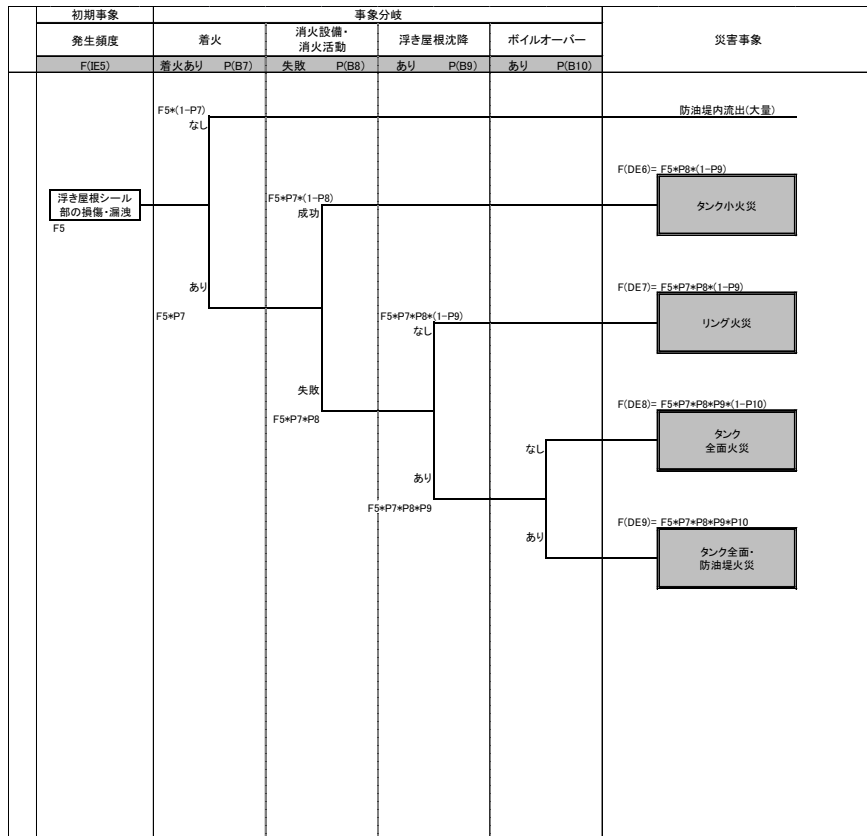 初期事象
事象分岐
発生頻度
着火
消火設備・
消火活動
浮き屋根沈降
ボイルオーバー
災害事象
F(IE5)
着火あり P(B7)
失敗 P(B8)
あり P(B9)
あり P(B10)
F5*(1-P7)
なし
防油堤内流出(大量)
F(DE6)= F5*P8*(1-P9)
浮き屋根シール
部の損傷・漏洩
F5
F5*P7*(1-P8)
成功
タンク小火災
あり
F5*P7
F(DE7)= F5*P7*P8*(1-P9)
F5*P7*P8*(1-P9)
なし
リング火災
失敗
F5*P7*P8
F(DE8)= F5*P7*P8*P9*(1-P10)
なし
タンク
全面火災
あり
F5*P7*P8*P9
F(DE9)= F5*P7*P8*P9*P10
あり
タンク全面・
防油堤火災